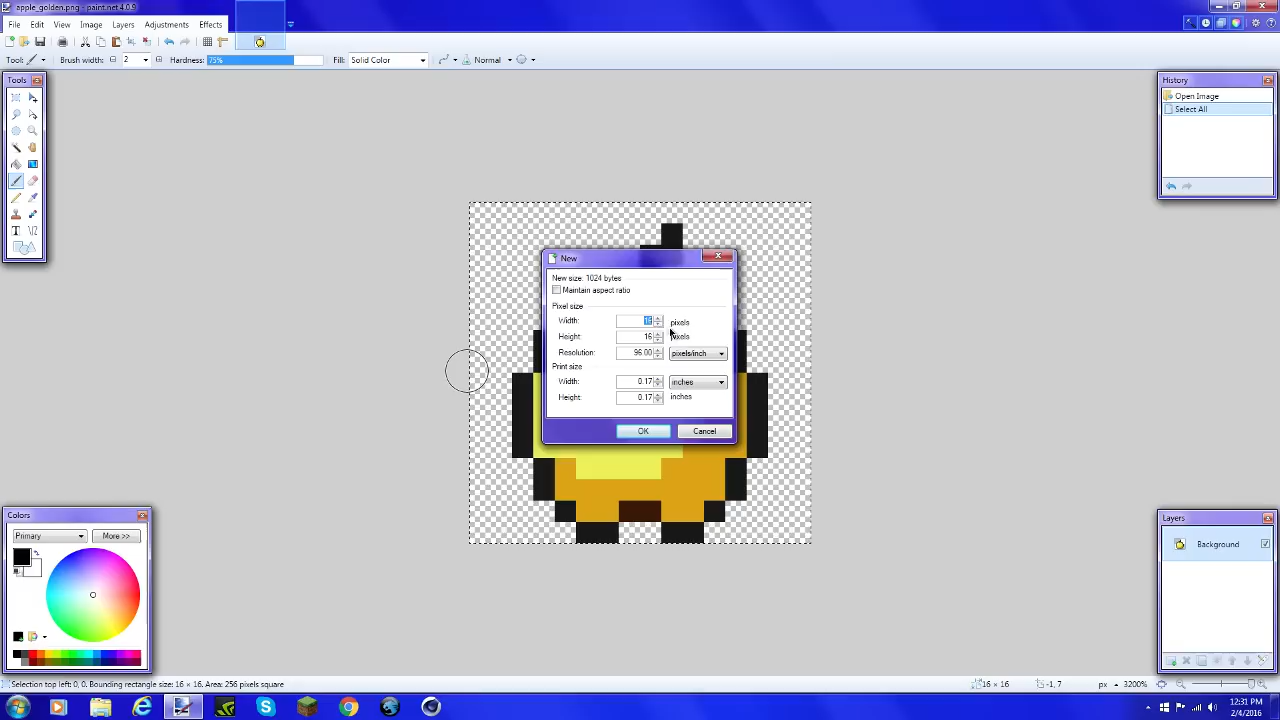 apple_golden.png - paint.net 4.0.9
File Edit View Image Layers Adjustments Effects
Tool: Brush width: 2 Hardness: 75% Fill: Solid Color Normal
Tools
History
Open Image
Select All
New
New size: 1024 bytes
Maintain aspect ratio
Pixel size
Width: 16 pixels
Height: 16 pixels
Resolution: 96.00 pixels/inch
Print size
Width: 0.17 inches
Height: 0.17 inches
OK Cancel
Colors
Primary More >>
Layers
Background
Selection top left 0, 0. Bounding rectangle size: 16 × 16. Area: 256 pixels square
16 × 16 -1, 7 px 3200%
12:31 PM
2/4/2016